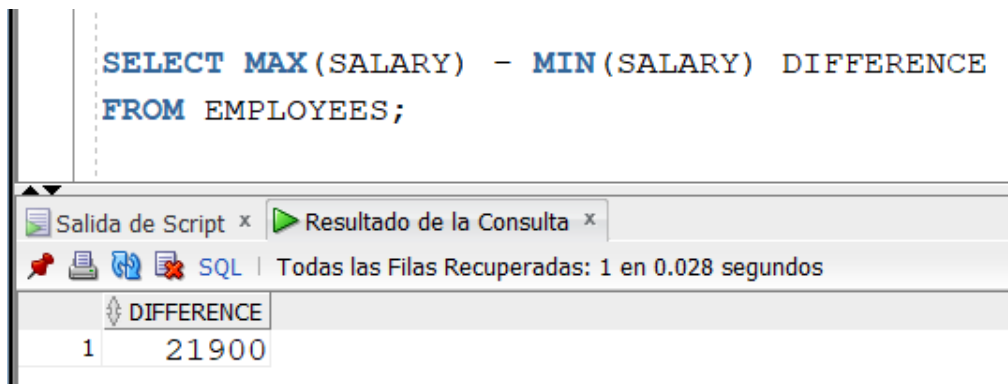 SELECT MAX(SALARY) - MIN(SALARY) DIFFERENCE
FROM EMPLOYEES;
Salida de Script x Resultado de la Consulta x
SQL | Todas las Filas Recuperadas: 1 en 0.028 segundos
DIFFERENCE
1 21900